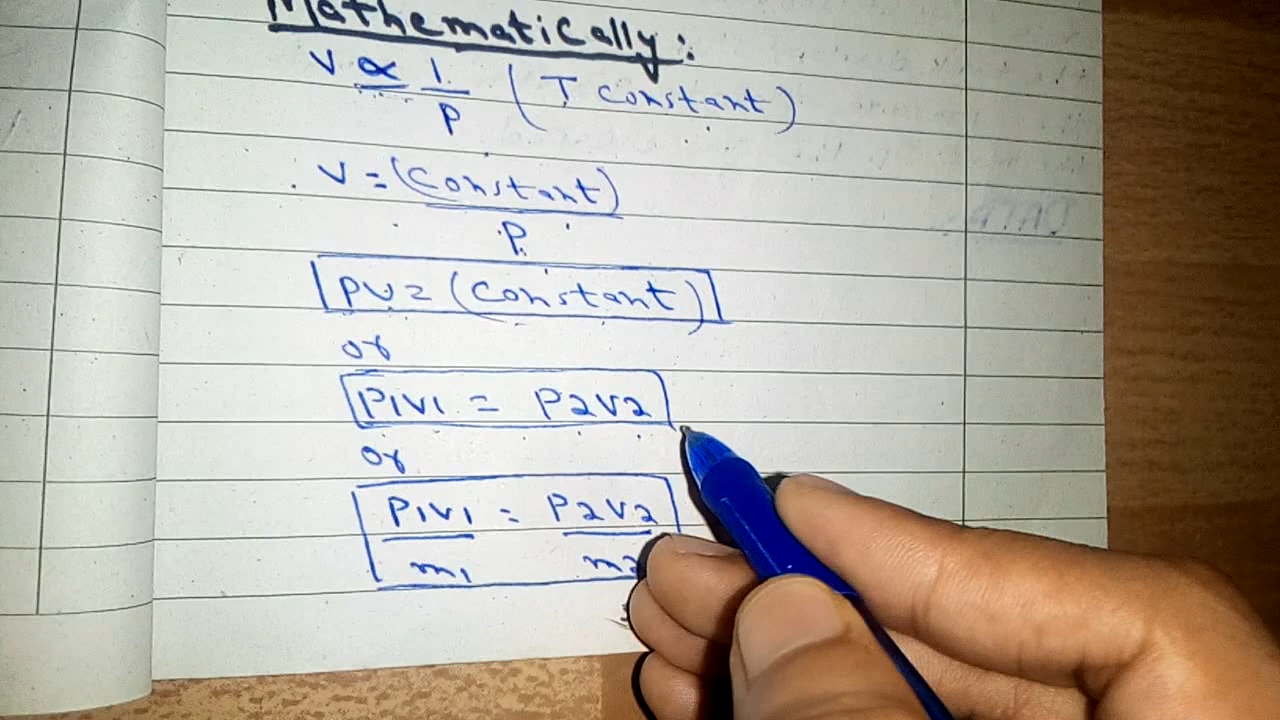 Mathematically:
V ∝ 1/P (T constant)
V = (constant)/P
PV = (constant)
or
P1V1 = P2V2
or
P1V1/m1 = P2V2/m2